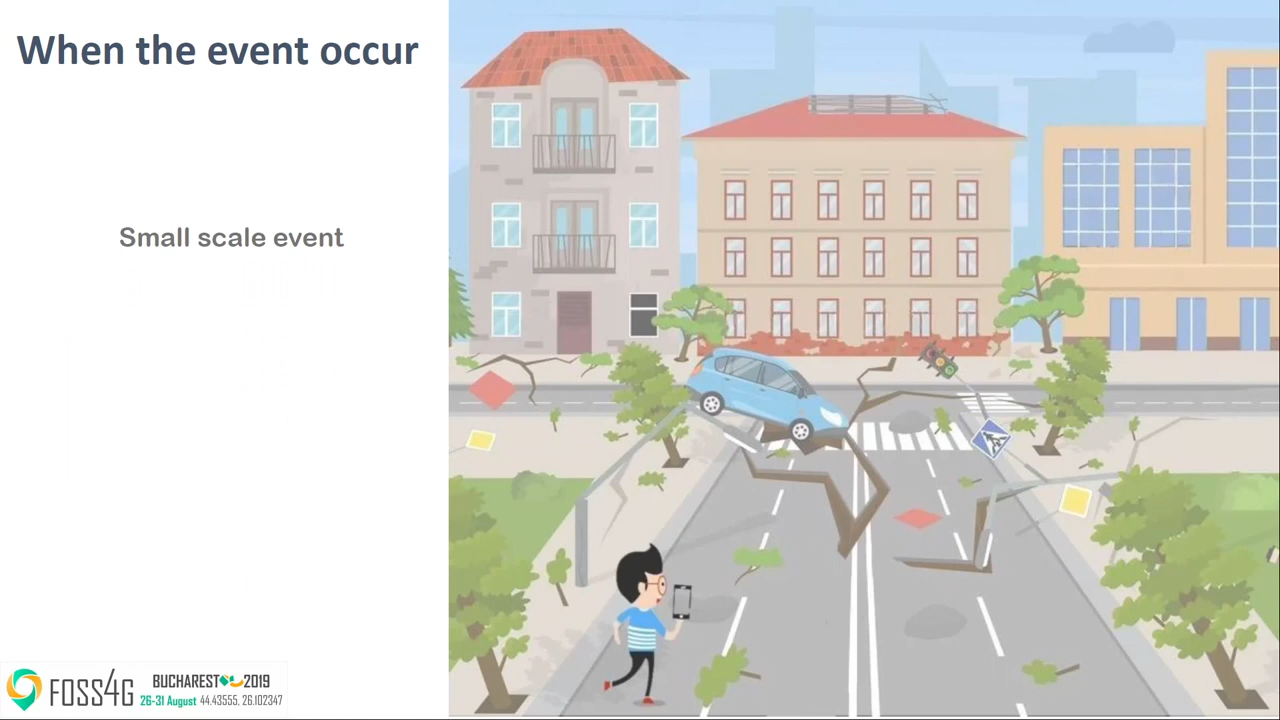 When the event occur
Small scale event
FOSS4G BUCHAREST 2019
26-31 August 44.43555, 26.102347